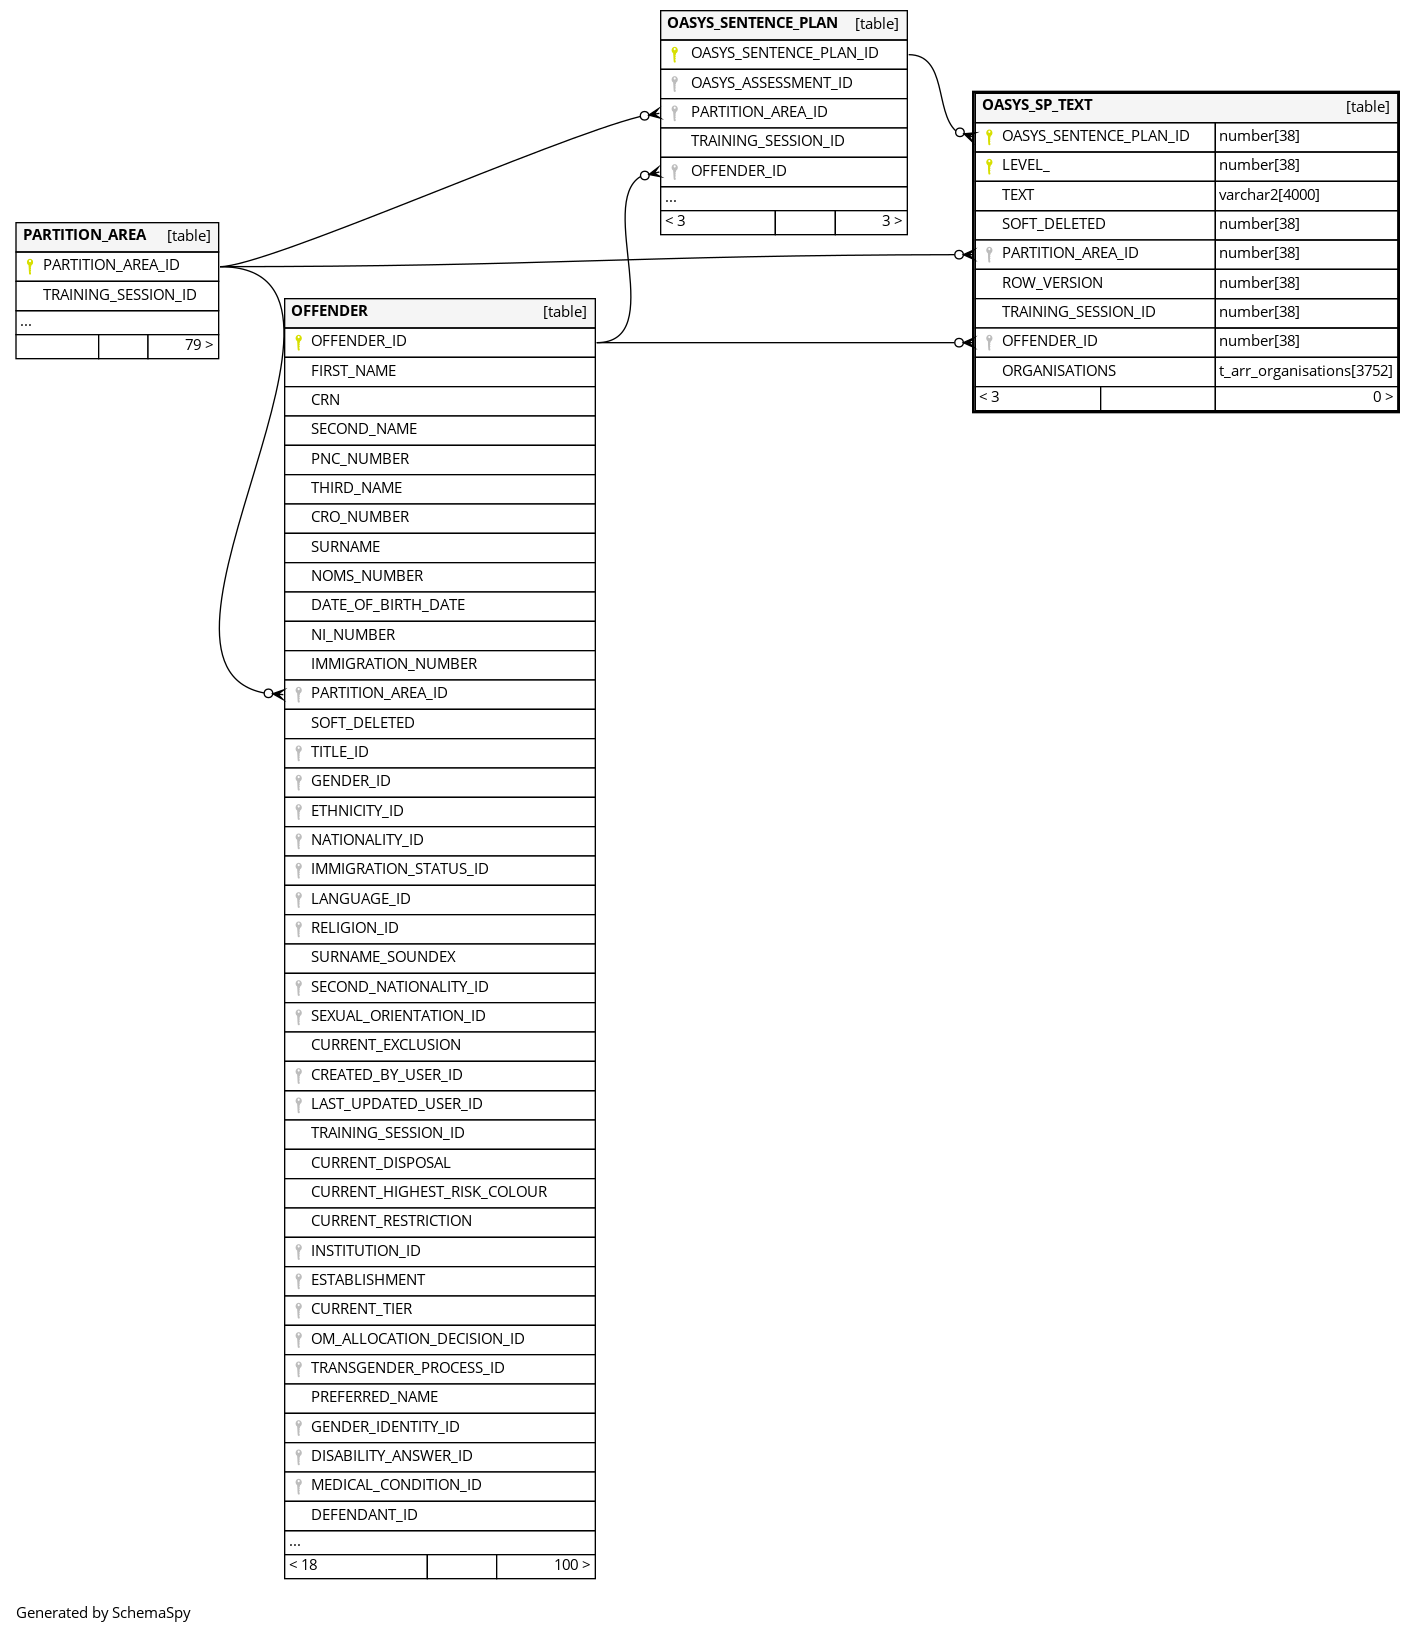 OASYS_SENTENCE_PLAN [table]
OASYS_SENTENCE_PLAN_ID
OASYS_ASSESSMENT_ID
PARTITION_AREA_ID
TRAINING_SESSION_ID
OFFENDER_ID
...
< 3 3 >
OASYS_SP_TEXT [table]
OASYS_SENTENCE_PLAN_ID number[38]
LEVEL_ number[38]
TEXT varchar2[4000]
SOFT_DELETED number[38]
PARTITION_AREA_ID number[38]
ROW_VERSION number[38]
TRAINING_SESSION_ID number[38]
OFFENDER_ID number[38]
ORGANISATIONS t_arr_organisations[3752]
< 3 0 >
PARTITION_AREA [table]
PARTITION_AREA_ID
TRAINING_SESSION_ID
...
79 >
OFFENDER [table]
OFFENDER_ID
FIRST_NAME
CRN
SECOND_NAME
PNC_NUMBER
THIRD_NAME
CRO_NUMBER
SURNAME
NOMS_NUMBER
DATE_OF_BIRTH_DATE
NI_NUMBER
IMMIGRATION_NUMBER
PARTITION_AREA_ID
SOFT_DELETED
TITLE_ID
GENDER_ID
ETHNICITY_ID
NATIONALITY_ID
IMMIGRATION_STATUS_ID
LANGUAGE_ID
RELIGION_ID
SURNAME_SOUNDEX
SECOND_NATIONALITY_ID
SEXUAL_ORIENTATION_ID
CURRENT_EXCLUSION
CREATED_BY_USER_ID
LAST_UPDATED_USER_ID
TRAINING_SESSION_ID
CURRENT_DISPOSAL
CURRENT_HIGHEST_RISK_COLOUR
CURRENT_RESTRICTION
INSTITUTION_ID
ESTABLISHMENT
CURRENT_TIER
OM_ALLOCATION_DECISION_ID
TRANSGENDER_PROCESS_ID
PREFERRED_NAME
GENDER_IDENTITY_ID
DISABILITY_ANSWER_ID
MEDICAL_CONDITION_ID
DEFENDANT_ID
...
< 18 100 >
Generated by SchemaSpy